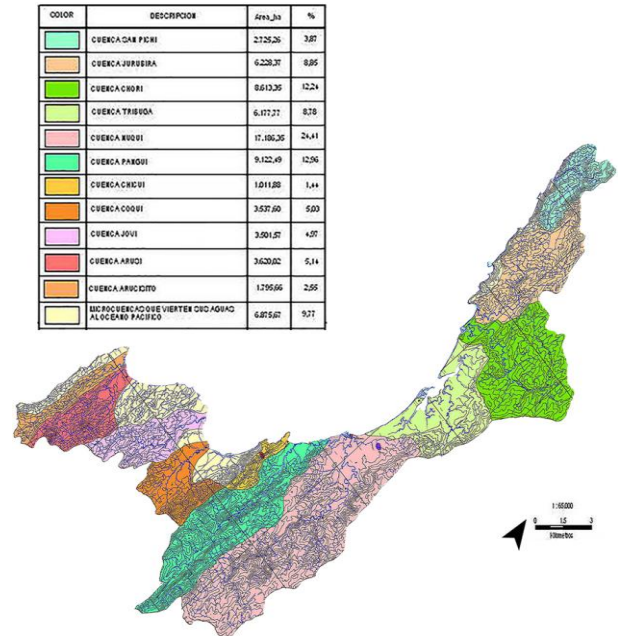 COLOR DESCRIPCION Area_ha %
CUENCA SAN PICHI 2.725,26 3,87
CUENCA JURUBIRA 6.228,37 8,85
CUENCA CHORI 8.613,35 12,24
CUENCA TRIBUGA 6.177,77 8,78
CUENCA NUQUI 17.186,35 24,41
CUENCA PANGUI 9.122,49 12,96
CUENCA CHICUI 1.011,88 1,44
CUENCA COQUI 3.537,60 5,03
CUENCA JOVI 3.501,57 4,97
CUENCA ARUSI 3.620,02 5,14
CUENCA ARUCISITO 1.795,66 2,55
MICROCUENCAS QUE VIERTEN SUS AGUAS
AL OCEANO PACIFICO 6.875,67 9,77
1:165.000
0 1.5 3
Kilometros